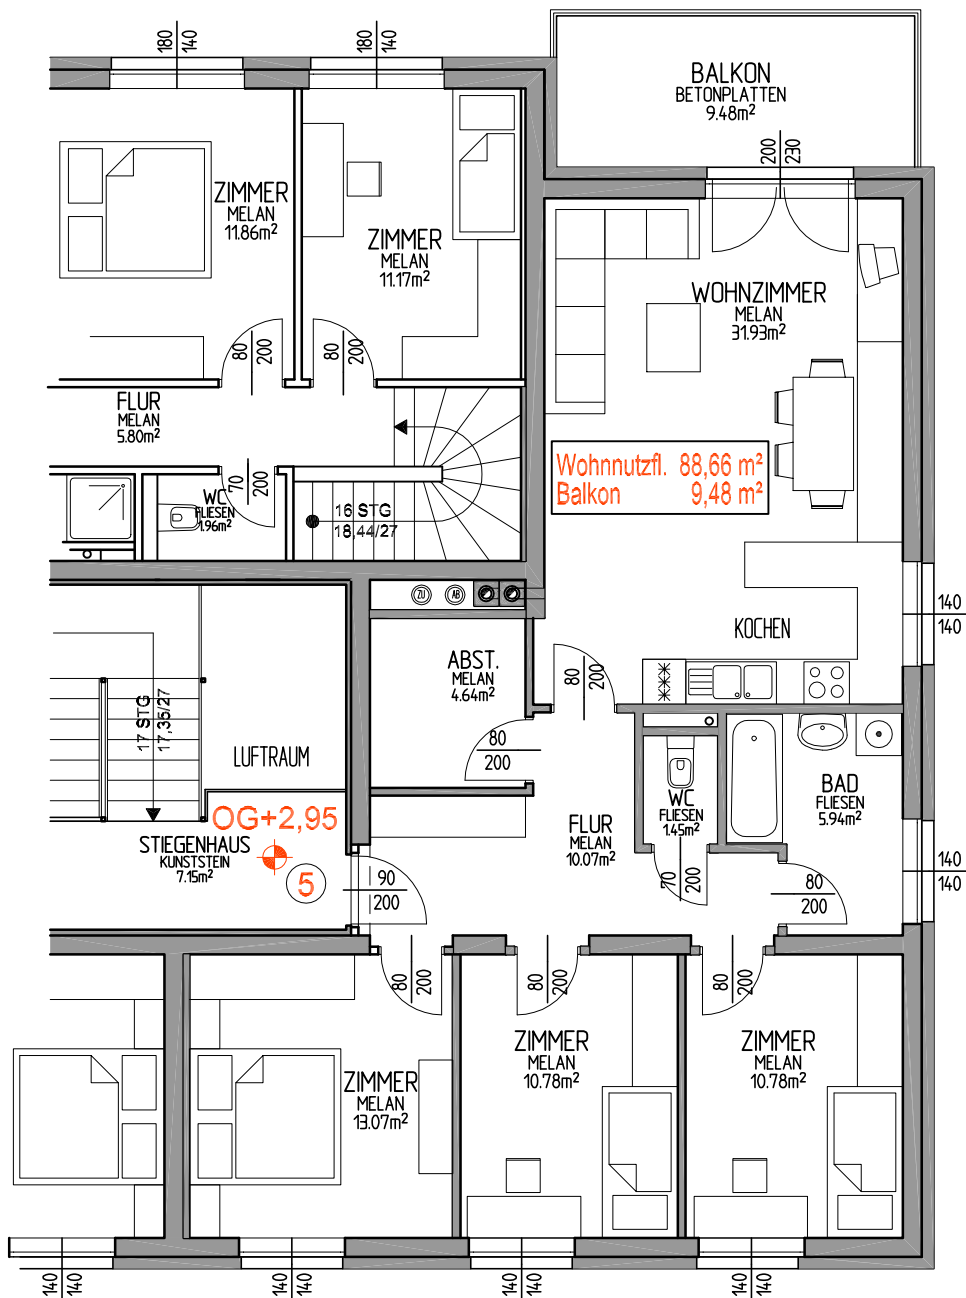 180
140
180
140
BALKON
BETONPLATTEN
9.48m²
200
230
ZIMMER
MELAN
11.86m²
ZIMMER
MELAN
11.17m²
WOHNZIMMER
MELAN
31.93m²
80
200
80
200
FLUR
MELAN
5.80m²
Wohnnutzfl. 88,66 m²
Balkon 9,48 m²
70
200
WC
FLIESEN
1.96m²
16 STG
18,44/27
ZU
AB
140
140
KOCHEN
ABST.
MELAN
4.64m²
80
200
17 STG
17,35/27
LUFTRAUM
80
200
BAD
FLIESEN
5.94m²
WC
FLIESEN
1.45m²
OG+2,95
FLUR
MELAN
10.07m²
STIEGENHAUS
KUNSTSTEIN
7.15m²
5
90
200
70
200
80
200
140
140
80
200
80
200
80
200
ZIMMER
MELAN
13.07m²
ZIMMER
MELAN
10.78m²
ZIMMER
MELAN
10.78m²
140
140
140
140
140
140
140
140